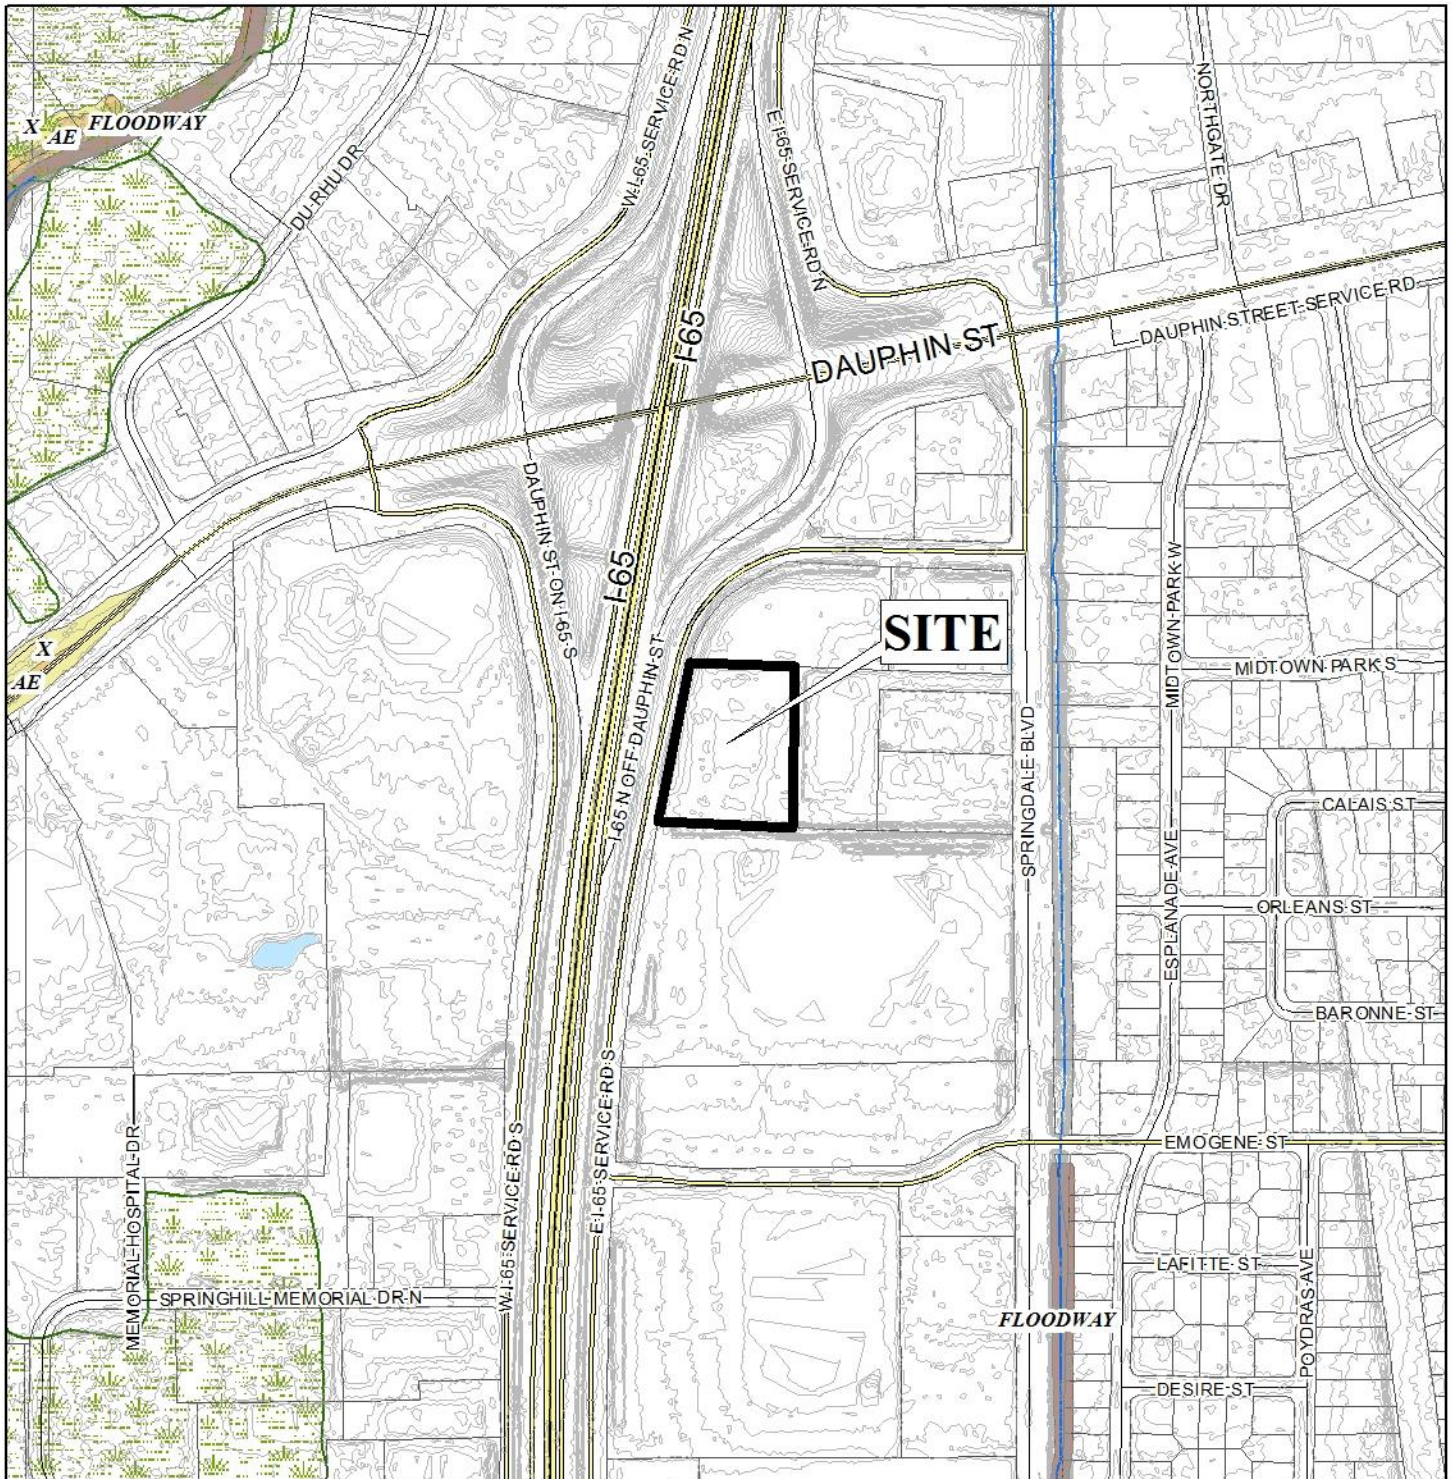 W I-65 SERVICE RD N
NORTHGATE DR
X
AE
FLOODWAY
E I-65 SERVICE RD N
DU RHU DR
DAUPHIN STREET SERVICE RD
I-65
DAUPHIN ST
DAUPHIN ST ON I-65 S
I-65
MIDTOWN PARK W
SITE
X
AE
MIDTOWN PARK S
I-65 N OFF DAUPHIN ST
SPRINGDALE BLVD
CALAIS ST
ESPLANADE AVE
ORLEANS ST
BARONNE ST
E I-65 SERVICE RD S
EMOGENE ST
MEMORIAL HOSPITAL DR
W I-65 SERVICE RD S
LAFITTE ST
POYDRAS AVE
SPRINGHILL MEMORIAL DR N
FLOODWAY
DESIRE ST